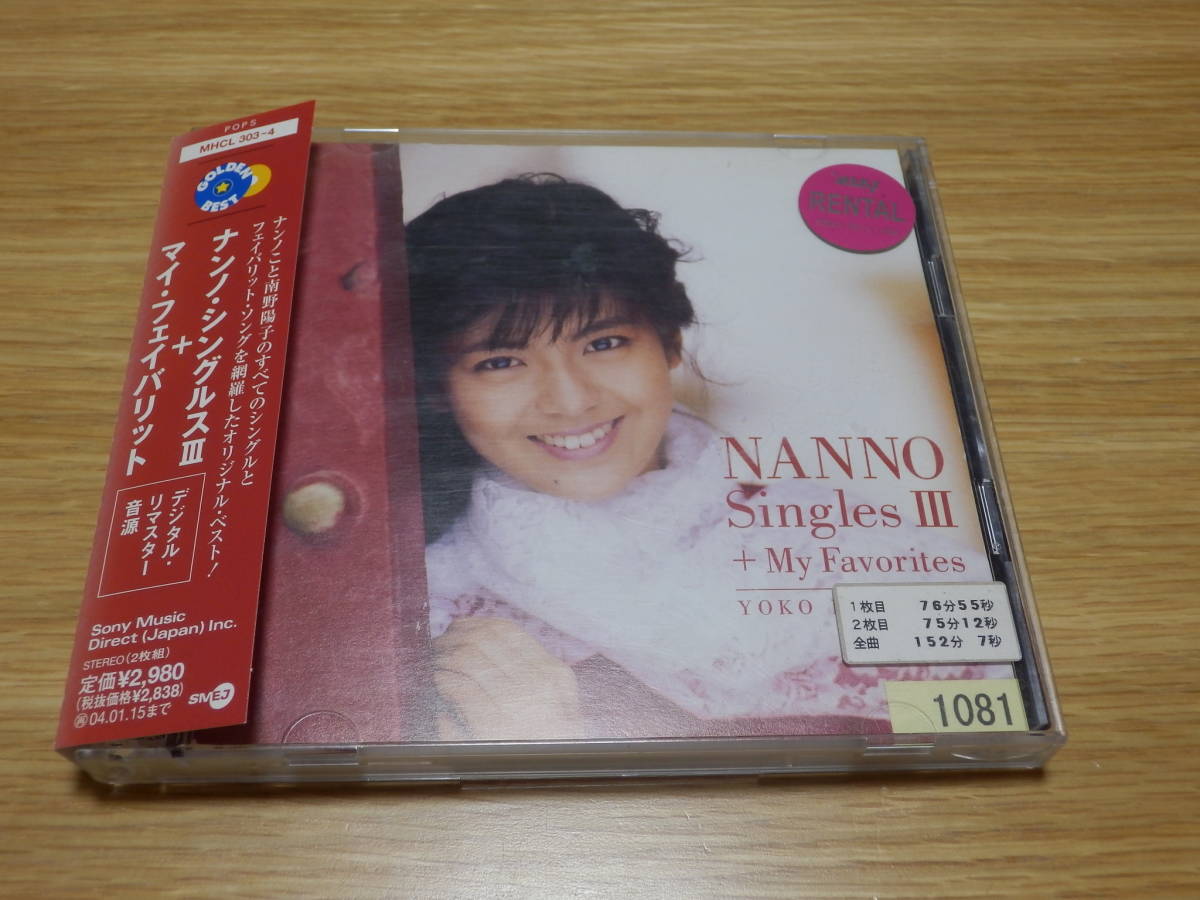 POPS
MHCL 303-4
GOLDEN
BEST
ナンノこと南野陽子のすべてのシングルと
フェイバリット・ソングを網羅したオリジナル・ベスト!
ナンノ・シングルスIII
+
マイ・フェイバリット
デジタル・
リマスター
音源
Sony Music
Direct (Japan) Inc.
STEREO (2枚組)
定価¥2,980
(税抜価格¥2,838)
04.01.15まで
SMEJ
RENTAL
NANNO
Singles III
+ My Favorites
YOKO
1枚目 76分55秒
2枚目 75分12秒
全曲 152分 7秒
1081